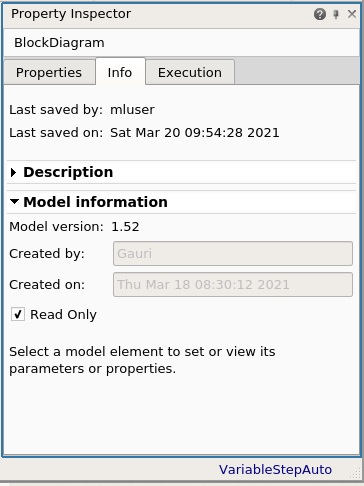 Property Inspector
BlockDiagram
Properties Info Execution
Last saved by: mluser
Last saved on: Sat Mar 20 09:54:28 2021
Description
Model information
Model version: 1.52
Created by: Gauri
Created on: Thu Mar 18 08:30:12 2021
Read Only
Select a model element to set or view its
parameters or properties.
VariableStepAuto